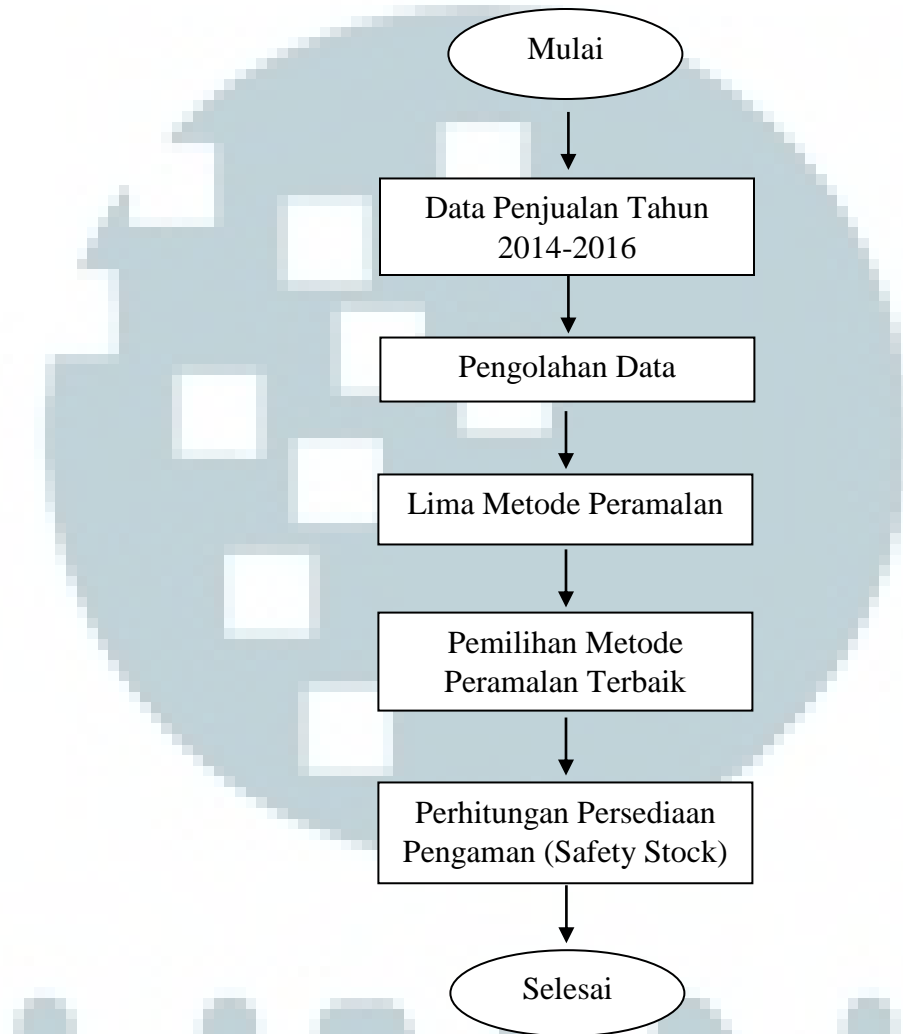 Mulai
Data Penjualan Tahun
2014-2016
Pengolahan Data
Lima Metode Peramalan
Pemilihan Metode
Peramalan Terbaik
Perhitungan Persediaan
Pengaman (Safety Stock)
Selesai